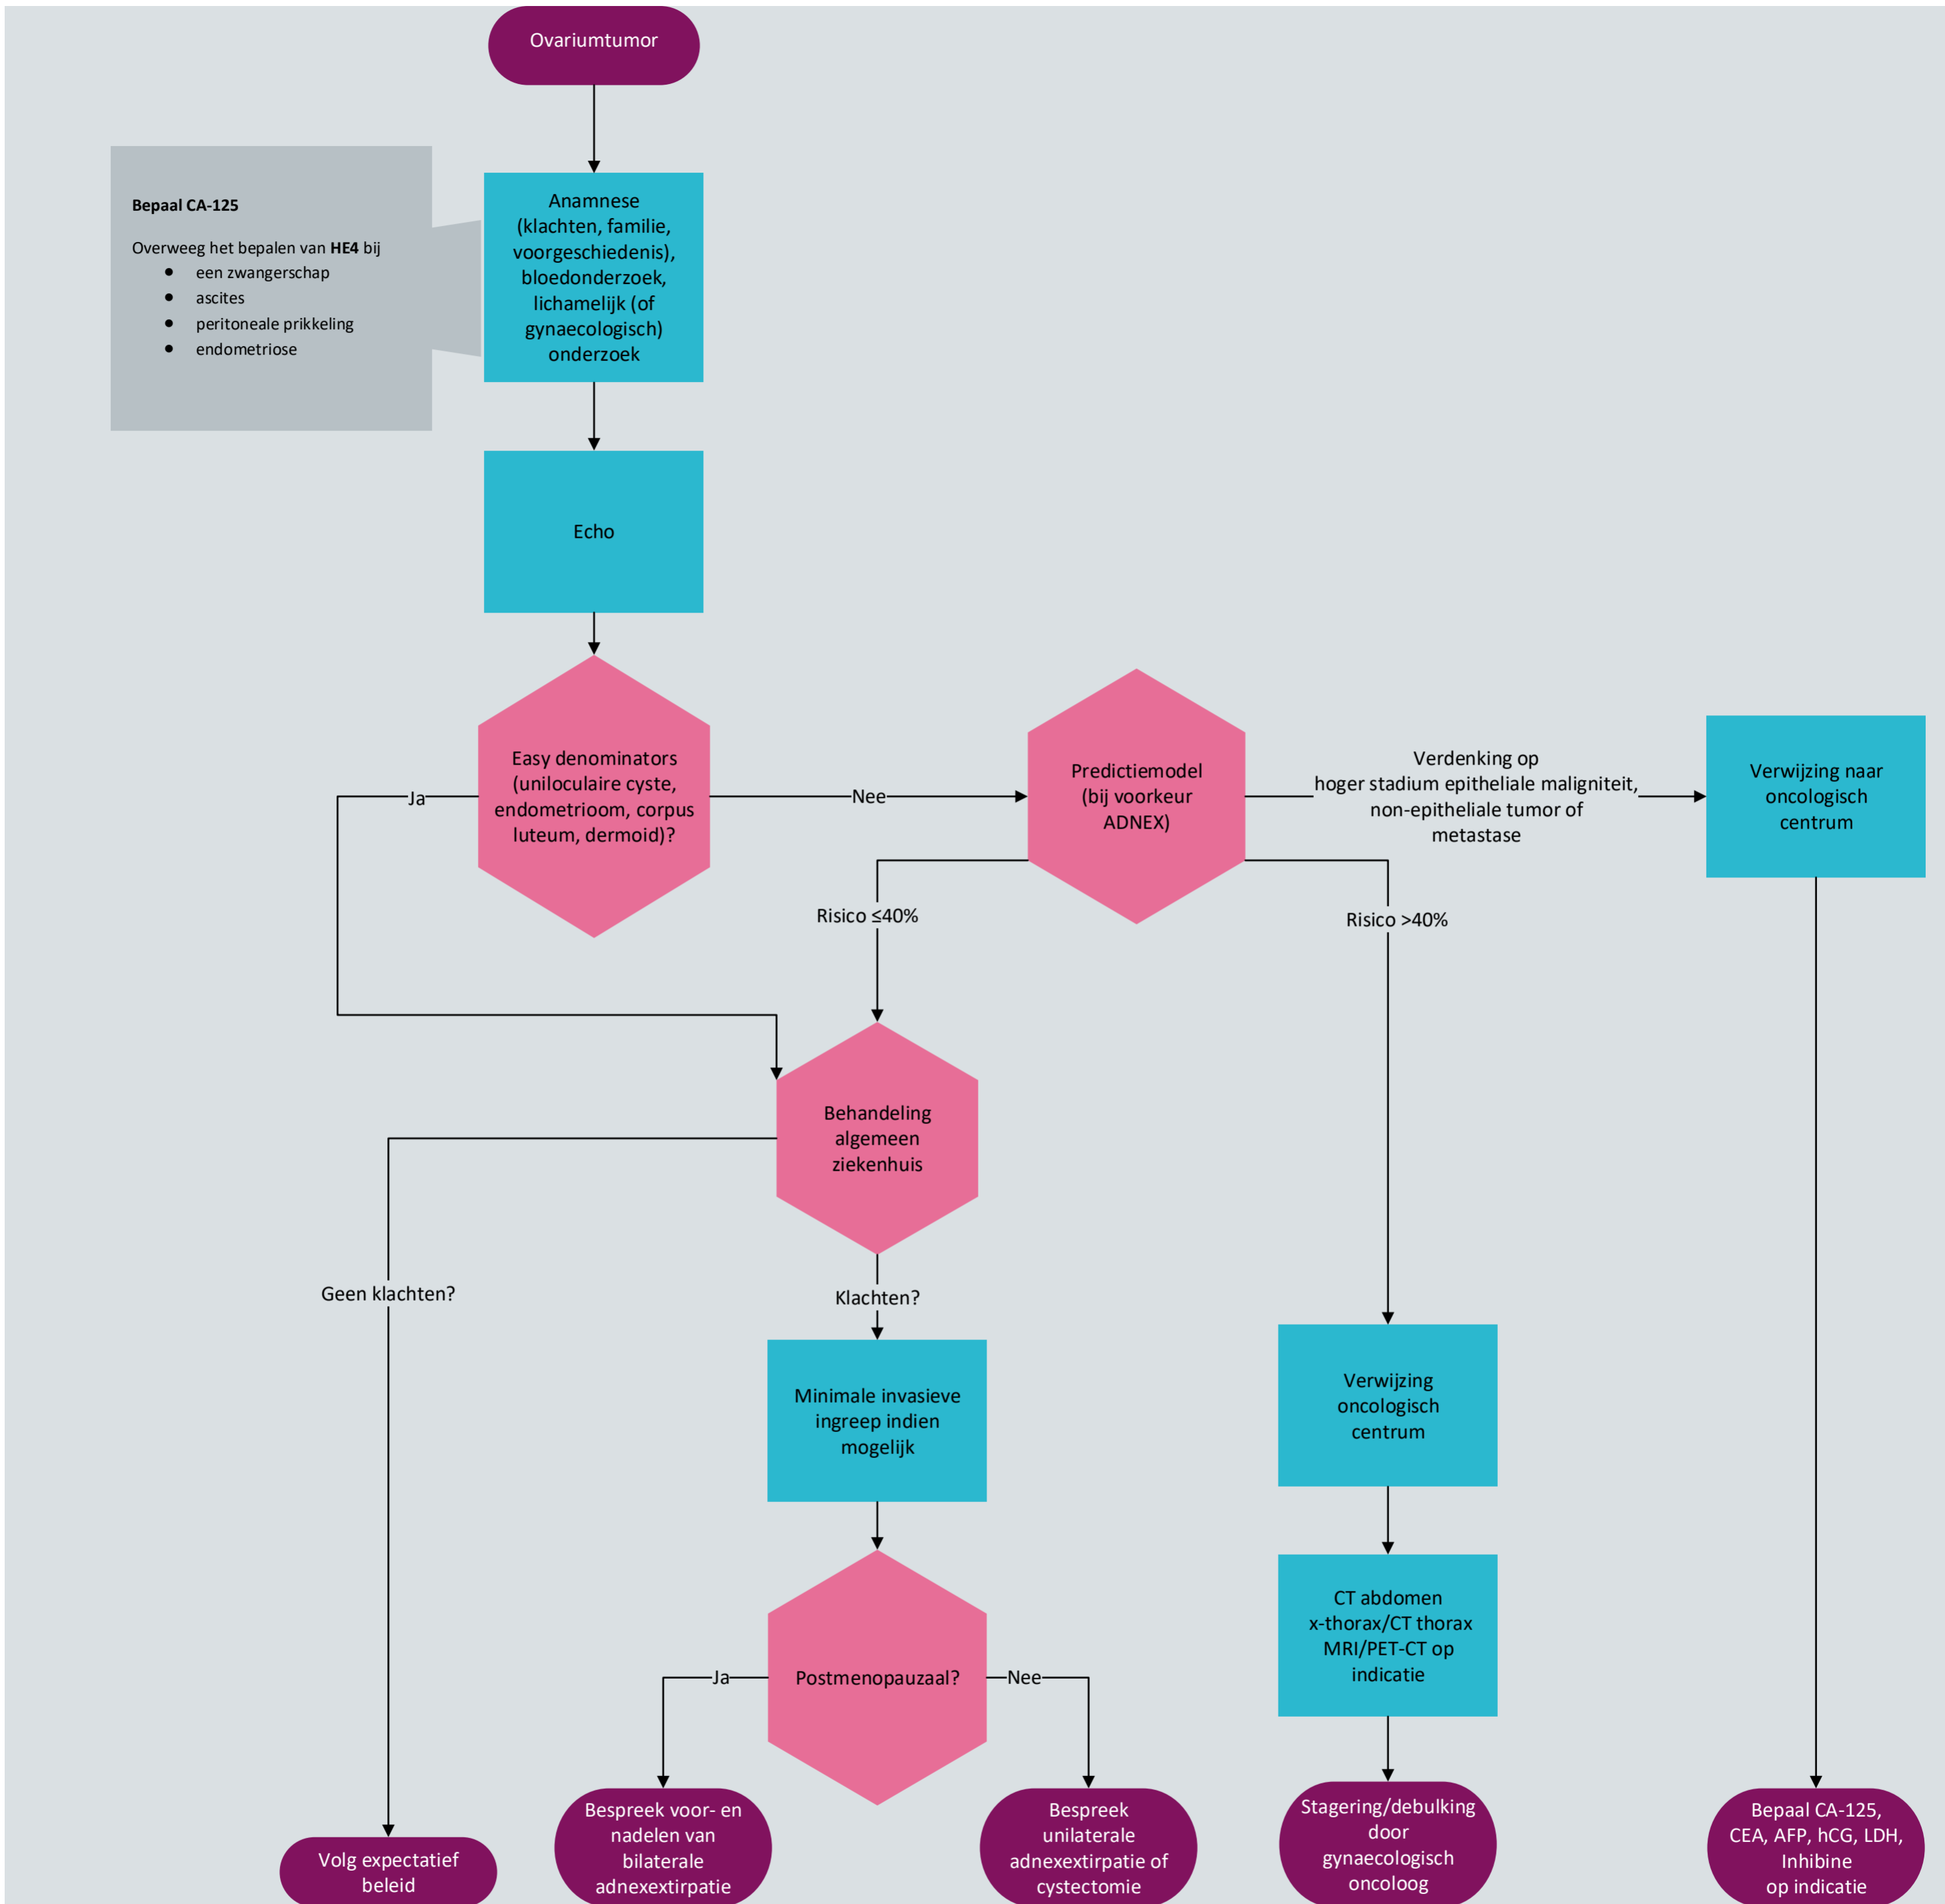 Ovariumtumor
Bepaal CA-125
Overweeg het bepalen van HE4 bij
● een zwangerschap
● ascites
● peritoneale prikkeling
● endometriose
Anamnese
(klachten, familie,
voorgeschiedenis),
bloedonderzoek,
lichamelijk (of
gynaecologisch)
onderzoek
Echo
Easy denominators
(uniloculaire cyste,
endometrioom, corpus
luteum, dermoid)?
Ja
Nee
Predictiemodel
(bij voorkeur
ADNEX)
Verdenking op
hoger stadium epitheliale maligniteit,
non-epitheliale tumor of
metastase
Verwijzing naar
oncologisch
centrum
Risico ≤40%
Risico >40%
Behandeling
algemeen
ziekenhuis
Geen klachten?
Klachten?
Minimale invasieve
ingreep indien
mogelijk
Verwijzing
oncologisch
centrum
CT abdomen
x-thorax/CT thorax
MRI/PET-CT op
indicatie
Postmenopauzaal?
Ja
Nee
Volg expectatief
beleid
Bespreek voor- en
nadelen van
bilaterale
adnexextirpatie
Bespreek
unilaterale
adnexextirpatie of
cystectomie
Stagering/debulking
door
gynaecologisch
oncoloog
Bepaal CA-125,
CEA, AFP, hCG, LDH,
Inhibine
op indicatie